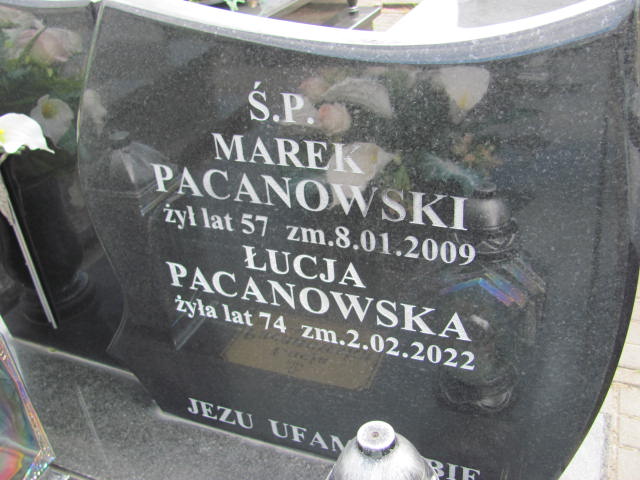 Ś.P.
MAREK
PACANOWSKI
żył lat 57 zm.8.01.2009
ŁUCJA
PACANOWSKA
żyła lat 74 zm.2.02.2022
JEZU